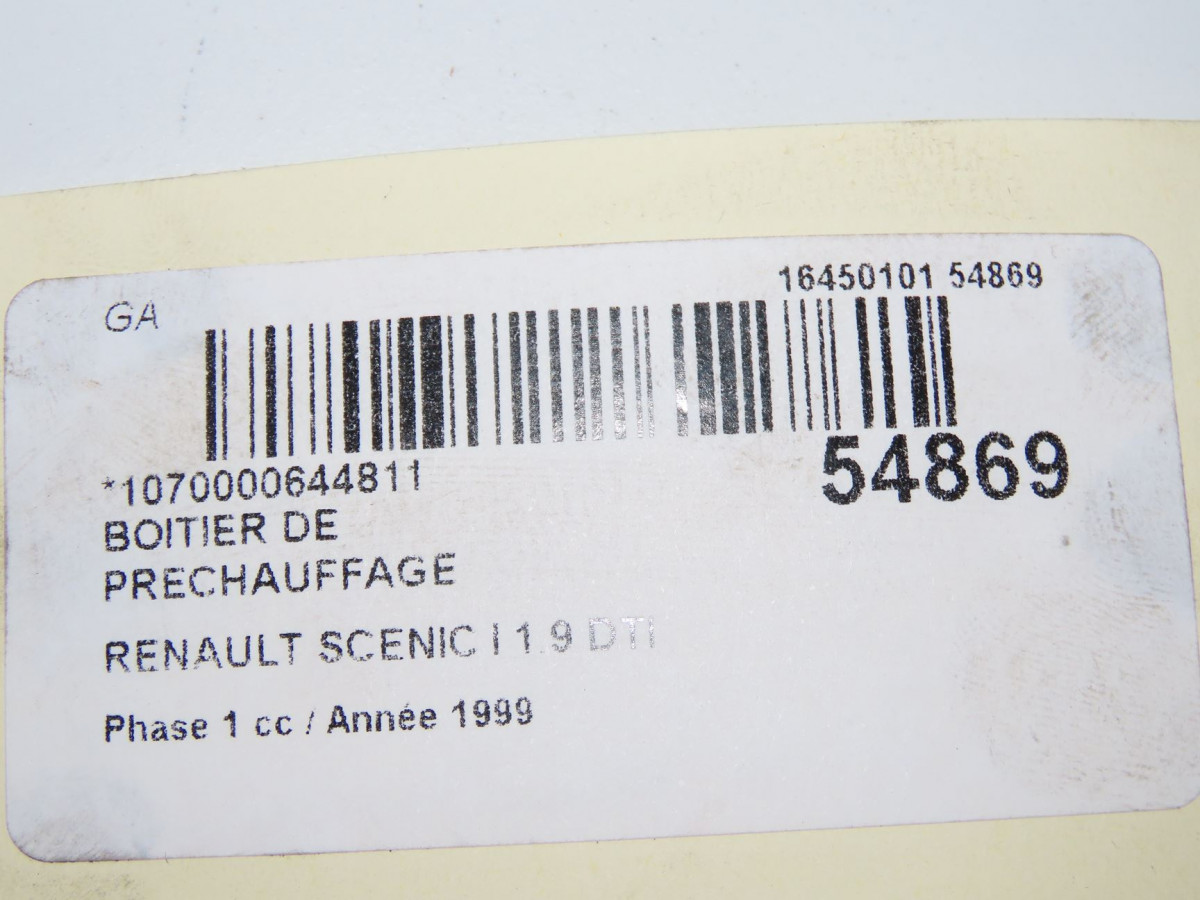 16450101 54869
GA
54869
*1070000644811
BOITIER DE
PRECHAUFFAGE
RENAULT SCENIC I 1.9 DTI
Phase 1 cc / Année 1999